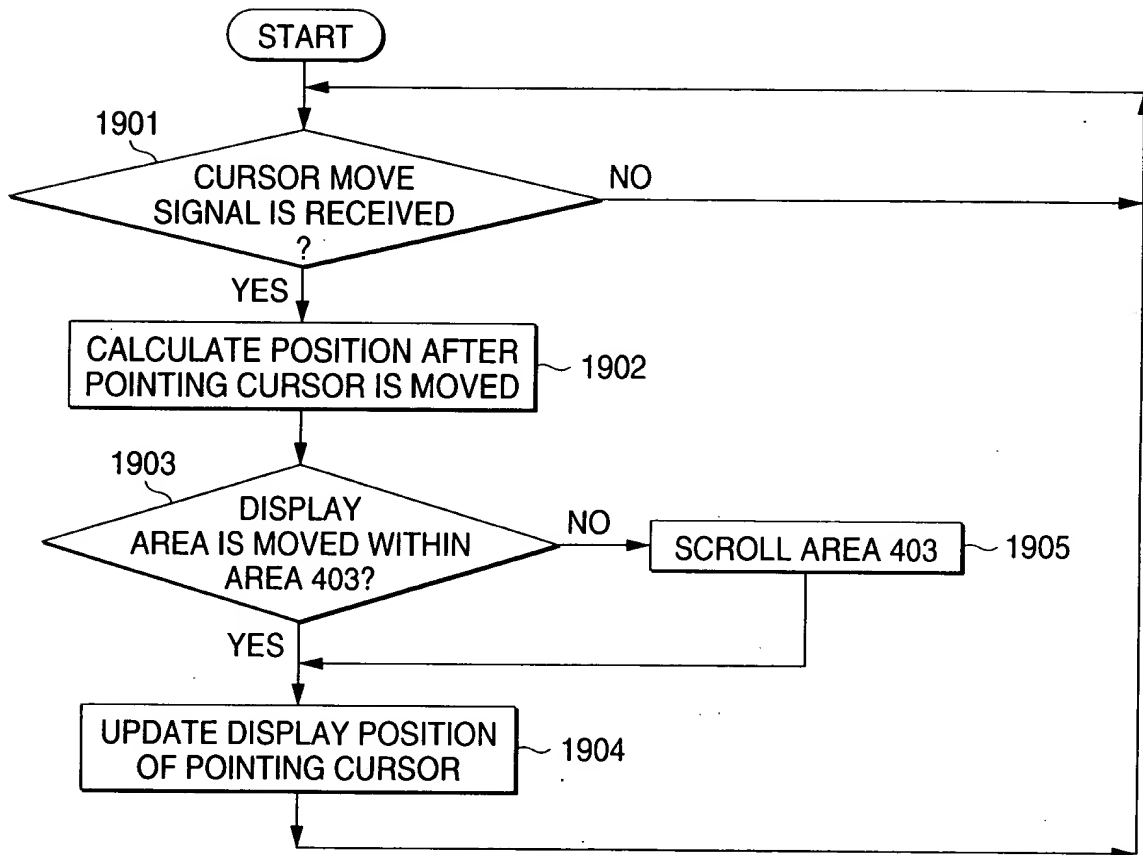 START
1901
CURSOR MOVE
SIGNAL IS RECEIVED
?
NO
YES
CALCULATE POSITION AFTER
POINTING CURSOR IS MOVED
1902
1903
DISPLAY
AREA IS MOVED WITHIN
AREA 403?
NO
SCROLL AREA 403
1905
YES
UPDATE DISPLAY POSITION
OF POINTING CURSOR
1904